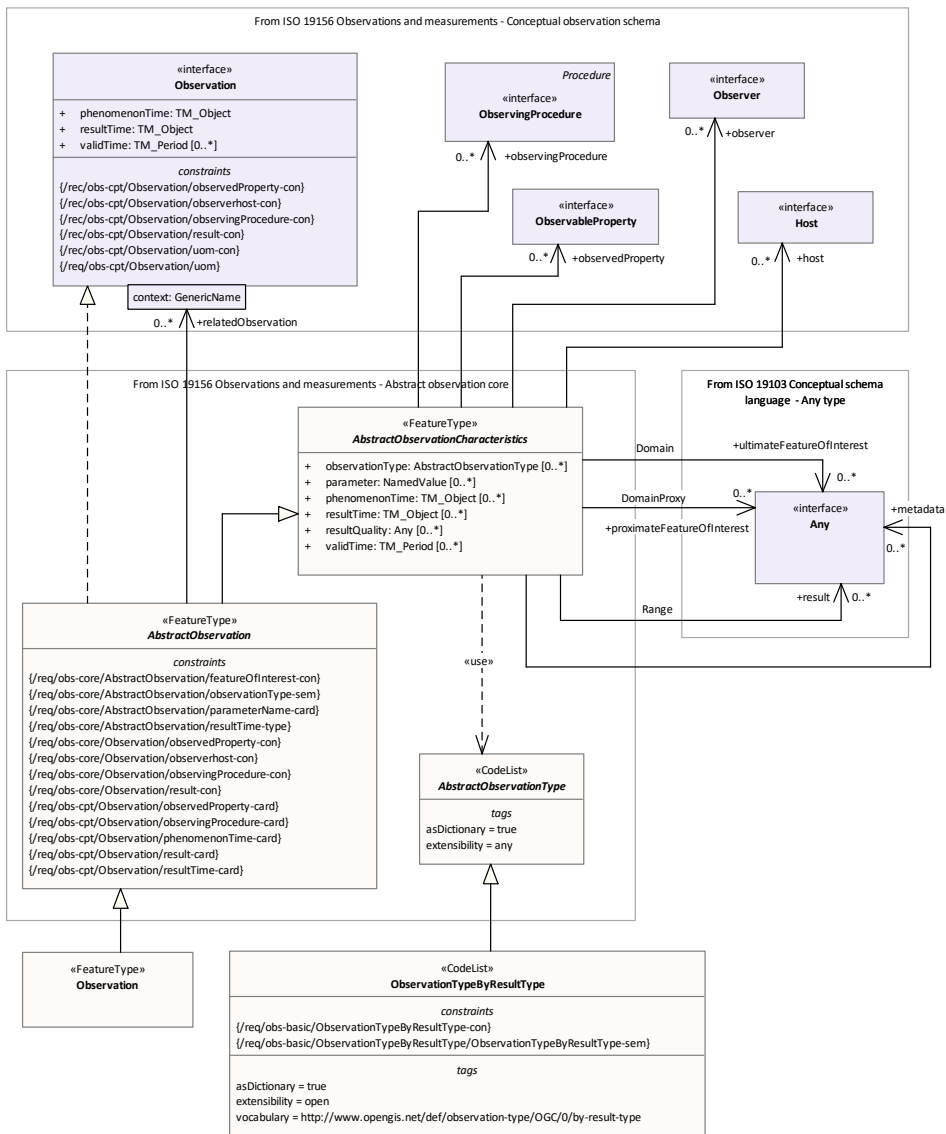 From ISO 19156 Observations and measurements - Conceptual observation schema
«interface»
Observation
+ phenomenonTime: TM_Object
+ resultTime: TM_Object
+ validTime: TM_Period [0..*]
constraints
{/rec/obs-cpt/Observation/observedProperty-con}
{/rec/obs-cpt/Observation/observerhost-con}
{/req/obs-cpt/Observation/observingProcedure-con}
{/rec/obs-cpt/Observation/result-con}
{/rec/obs-cpt/Observation/uom-con}
{/req/obs-cpt/Observation/uom}
context: GenericName
0..* +relatedObservation
Procedure
«interface»
ObservingProcedure
0..* +observingProcedure
«interface»
Observer
0..* +observer
«interface»
ObservableProperty
0..* +observedProperty
«interface»
Host
0..* +host
From ISO 19156 Observations and measurements - Abstract observation core
«FeatureType»
AbstractObservationCharacteristics
+ observationType: AbstractObservationType [0..*]
+ parameter: NamedValue [0..*]
+ phenomenonTime: TM_Object [0..*]
+ resultTime: TM_Object [0..*]
+ resultQuality: Any [0..*]
+ validTime: TM_Period [0..*]
From ISO 19103 Conceptual schema
language - Any type
Domain
+ultimateFeatureOfInterest
0..*
DomainProxy
0..*
+proximateFeatureOfInterest
«interface»
Any
+metadata
0..*
+result 0..*
Range
«use»
«FeatureType»
AbstractObservation
constraints
{/req/obs-core/AbstractObservation/featureOfInterest-con}
{/req/obs-core/AbstractObservation/observationType-sem}
{/req/obs-core/AbstractObservation/parameterName-card}
{/req/obs-core/AbstractObservation/resultTime-type}
{/req/obs-core/Observation/observedProperty-con}
{/req/obs-core/Observation/observerhost-con}
{/req/obs-core/Observation/observingProcedure-con}
{/req/obs-core/Observation/result-con}
{/req/obs-cpt/Observation/observedProperty-card}
{/req/obs-cpt/Observation/observingProcedure-card}
{/req/obs-cpt/Observation/phenomenonTime-card}
{/req/obs-cpt/Observation/result-card}
{/req/obs-cpt/Observation/resultTime-card}
«CodeList»
AbstractObservationType
tags
asDictionary = true
extensibility = any
«FeatureType»
Observation
«CodeList»
ObservationTypeByResultType
constraints
{/req/obs-basic/ObservationTypeByResultType-con}
{/req/obs-basic/ObservationTypeByResultType/ObservationTypeByResultType-sem}
tags
asDictionary = true
extensibility = open
vocabulary = http://www.opengis.net/def/observation-type/OGC/0/by-result-type